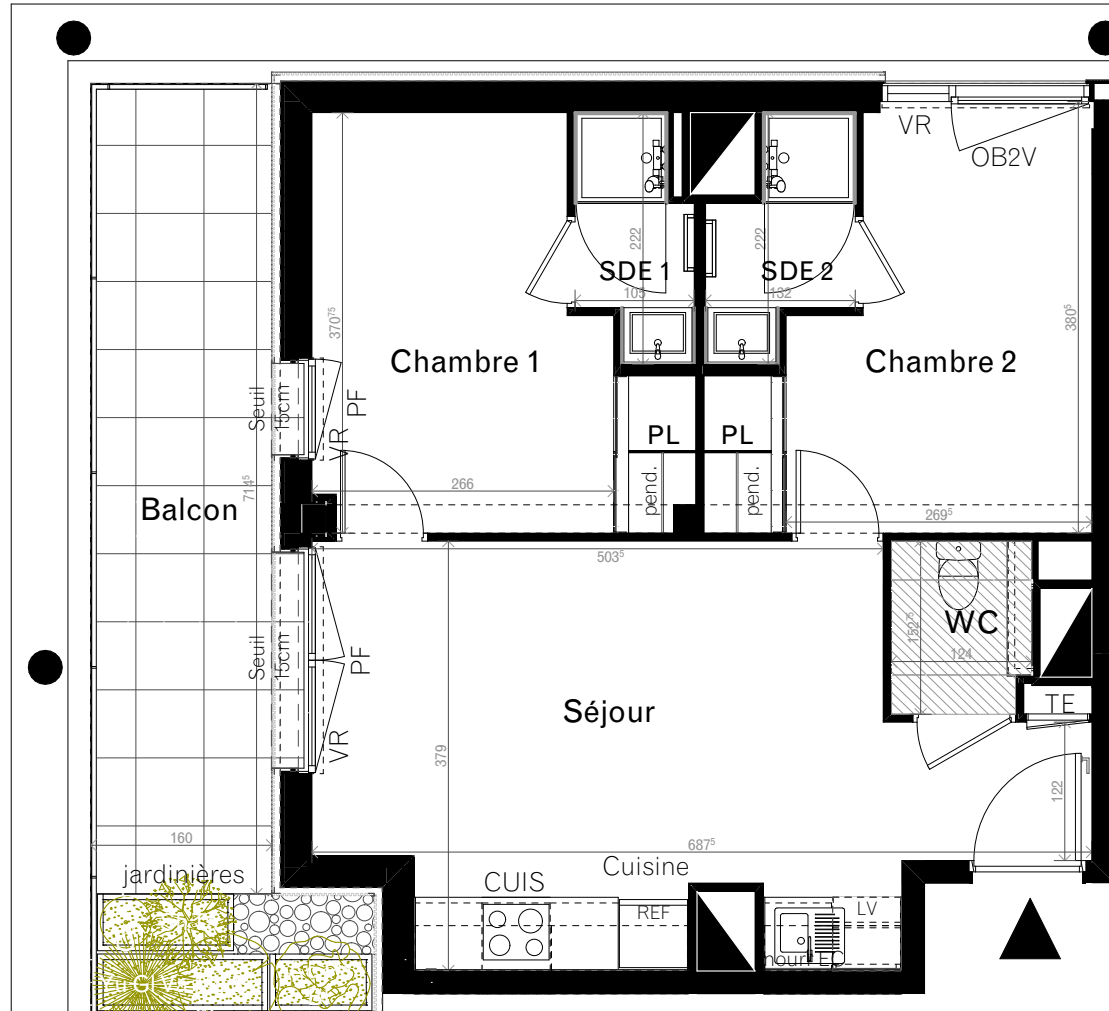 VR
OB2V
222
222
SDE 1
SDE 2
105
132
370⁷⁵
380⁵
Chambre 1
Chambre 2
Seuil
15cm
PF
VR
PL
PL
pend.
pend.
266
269⁵
714⁵
Balcon
503⁵
152⁷⁵
WC
124
Seuil
15cm
PF
VR
Séjour
TE
379
122
160
687⁵
jardinières
Cuisine
CUIS
REF
LV